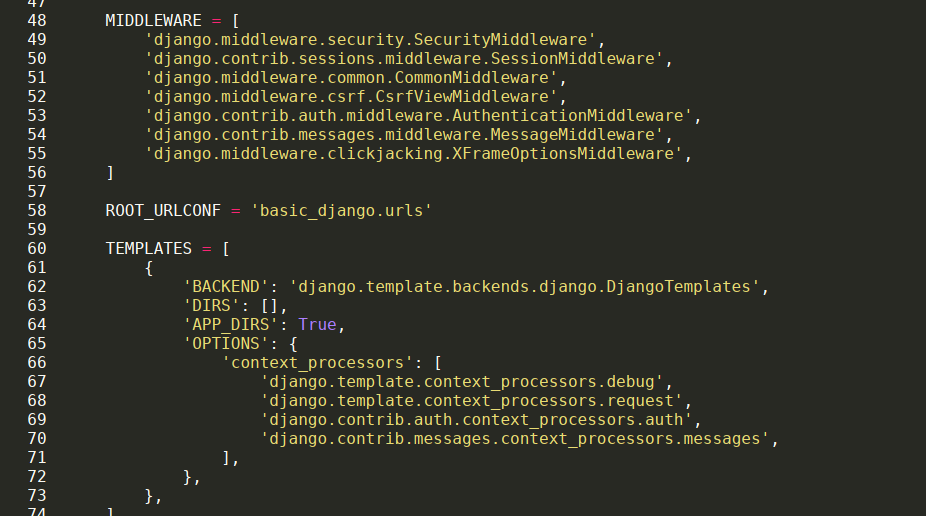 47
48 MIDDLEWARE = [
49 'django.middleware.security.SecurityMiddleware',
50 'django.contrib.sessions.middleware.SessionMiddleware',
51 'django.middleware.common.CommonMiddleware',
52 'django.middleware.csrf.CsrfViewMiddleware',
53 'django.contrib.auth.middleware.AuthenticationMiddleware',
54 'django.contrib.messages.middleware.MessageMiddleware',
55 'django.middleware.clickjacking.XFrameOptionsMiddleware',
56 ]
57
58 ROOT_URLCONF = 'basic_django.urls'
59
60 TEMPLATES = [
61 {
62 'BACKEND': 'django.template.backends.django.DjangoTemplates',
63 'DIRS': [],
64 'APP_DIRS': True,
65 'OPTIONS': {
66 'context_processors': [
67 'django.template.context_processors.debug',
68 'django.template.context_processors.request',
69 'django.contrib.auth.context_processors.auth',
70 'django.contrib.messages.context_processors.messages',
71 ],
72 },
73 },
74 ]